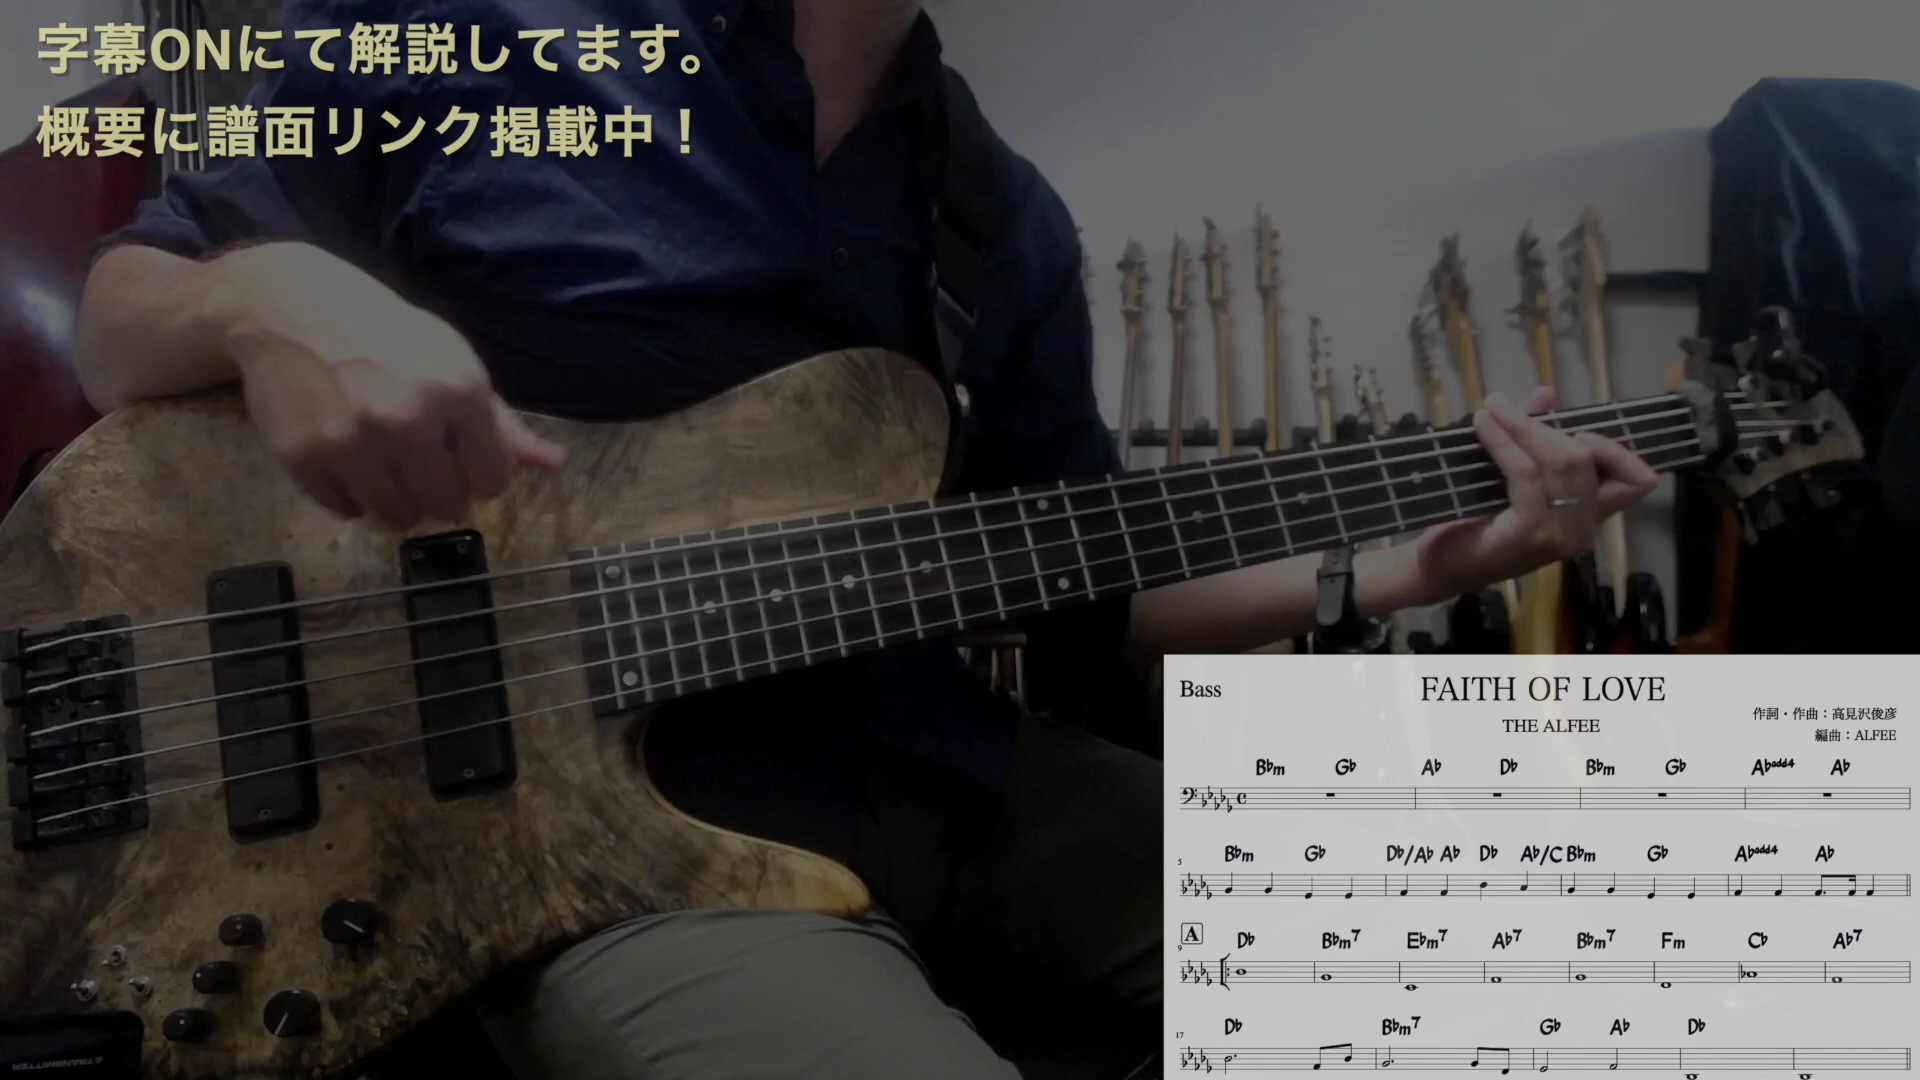 字幕ONにて解説してます。
概要に譜面リンク掲載中！
Bass
FAITH OF LOVE
THE ALFEE
作詞・作曲：高見沢俊彦
編曲：ALFEE
B♭m G♭ A♭ D♭ B♭m G♭ A♭add4 A♭
5
B♭m G♭ D♭/A♭ A♭ D♭ A♭/C B♭m G♭ A♭add4 A♭
A
9
D♭ B♭m7 E♭m7 A♭7 B♭m7 Fm C♭ A♭7
17
D♭ B♭m7 G♭ A♭ D♭